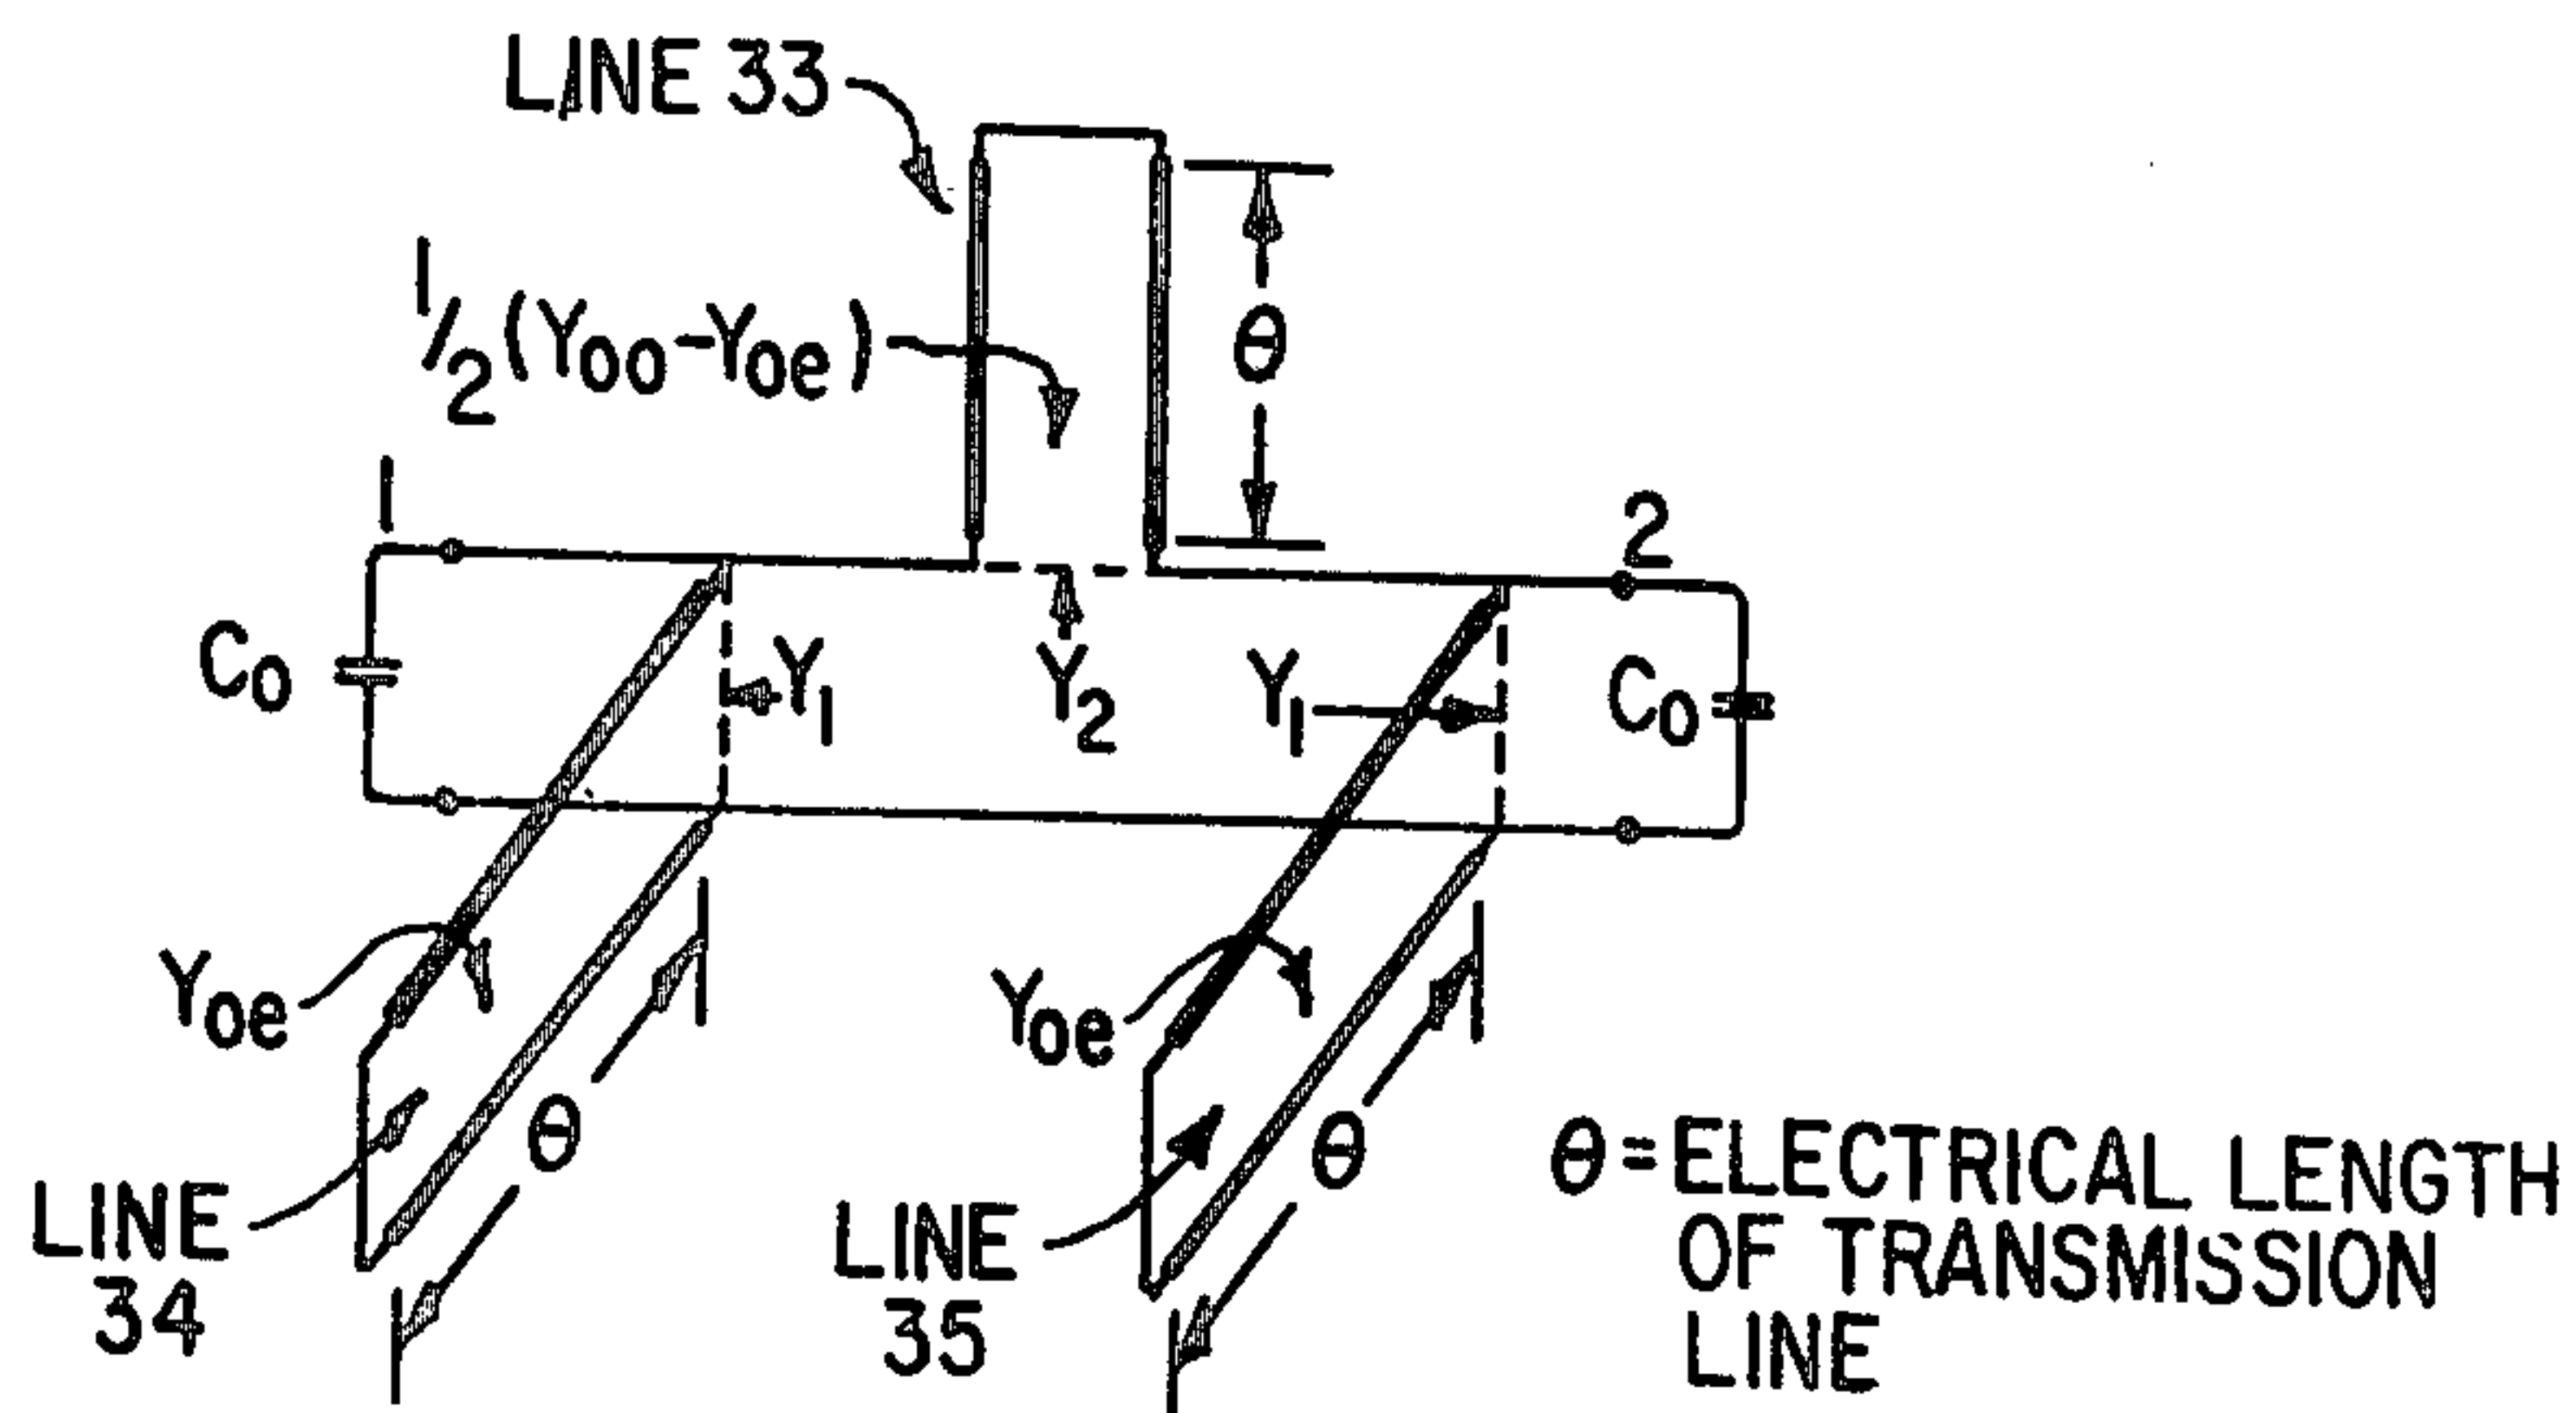 LINE 33
1/2(Yoo-Yoe)
θ
1
2
Co
Y1
Y2
Y1
Co
Yoe
Yoe
θ
θ
LINE
34
LINE
35
θ=ELECTRICAL LENGTH
OF TRANSMISSION
LINE